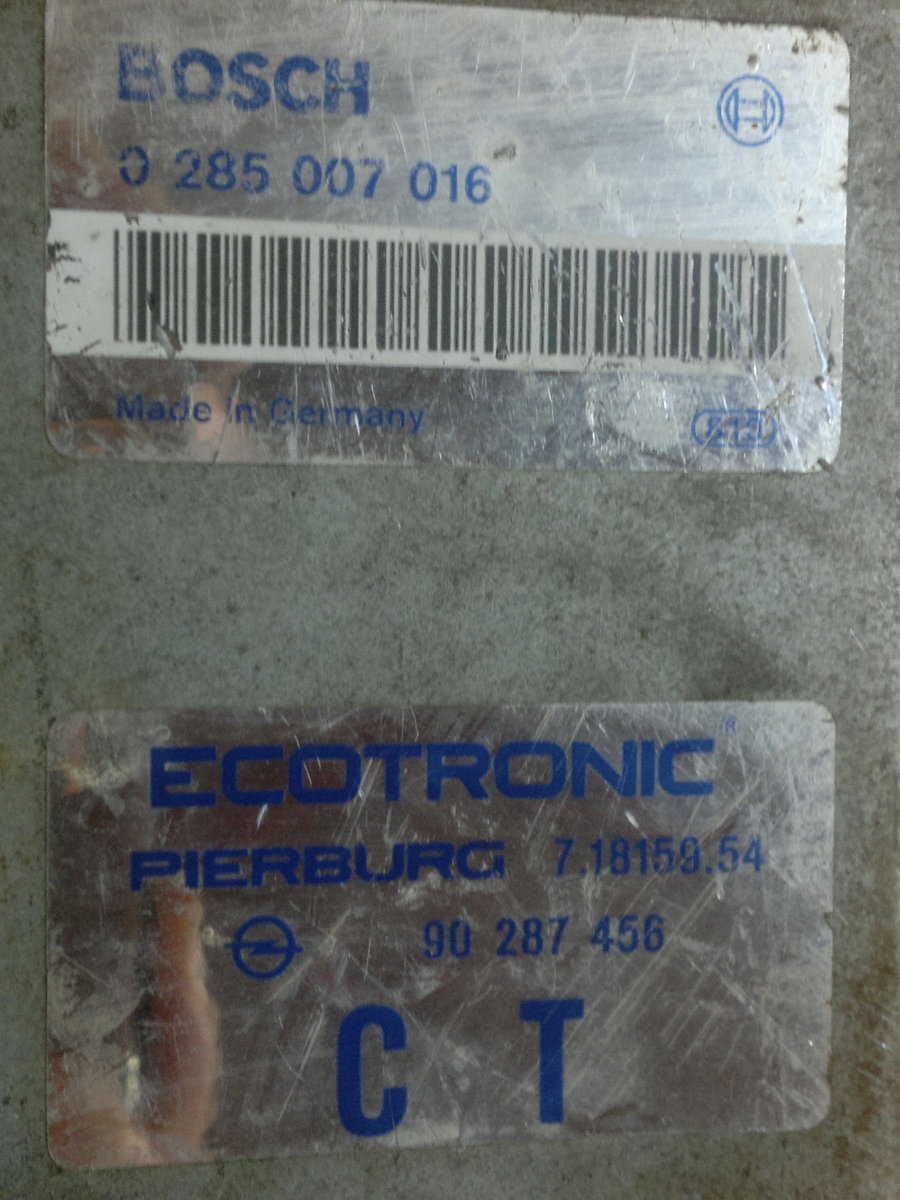 BOSCH
0 285 007 016
Made in Germany
ECOTRONIC ®
PIERBURG 7.18159.54
90 287 456
C T